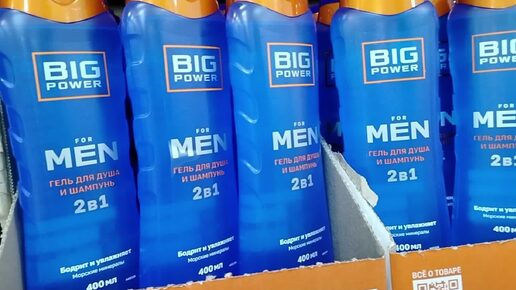 BIG
POWER
FOR
MEN
ГЕЛЬ ДЛЯ ДУША
И ШАМПУНЬ
2в1
Бодрит и увлажняет
Морские минералы
400 МЛ
BIG
POWER
FOR
MEN
ГЕЛЬ ДЛЯ ДУША
И ШАМПУНЬ
2в1
Бодрит и увлажняет
Морские минералы
400 МЛ
BIG
POWER
FOR
MEN
ГЕЛЬ ДЛЯ ДУША
И ШАМПУНЬ
2в1
Бодрит и увлажняет
Морские минералы
400 МЛ
BIG
POWER
FOR
MEN
ГЕЛЬ ДЛЯ ДУША
И ШАМПУНЬ
2в1
Бодрит и увлажняет
Морские минералы
400 МЛ
BIG
POWER
MEN
ГЕЛЬ ДЛЯ ДУША
И ШАМПУНЬ
2в1
Бодрит и
Морские
400
ВСЁ О ТОВАРЕ